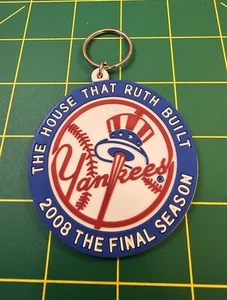 THE HOUSE THAT RUTH BUILT
Yankees
2008 THE FINAL SEASON